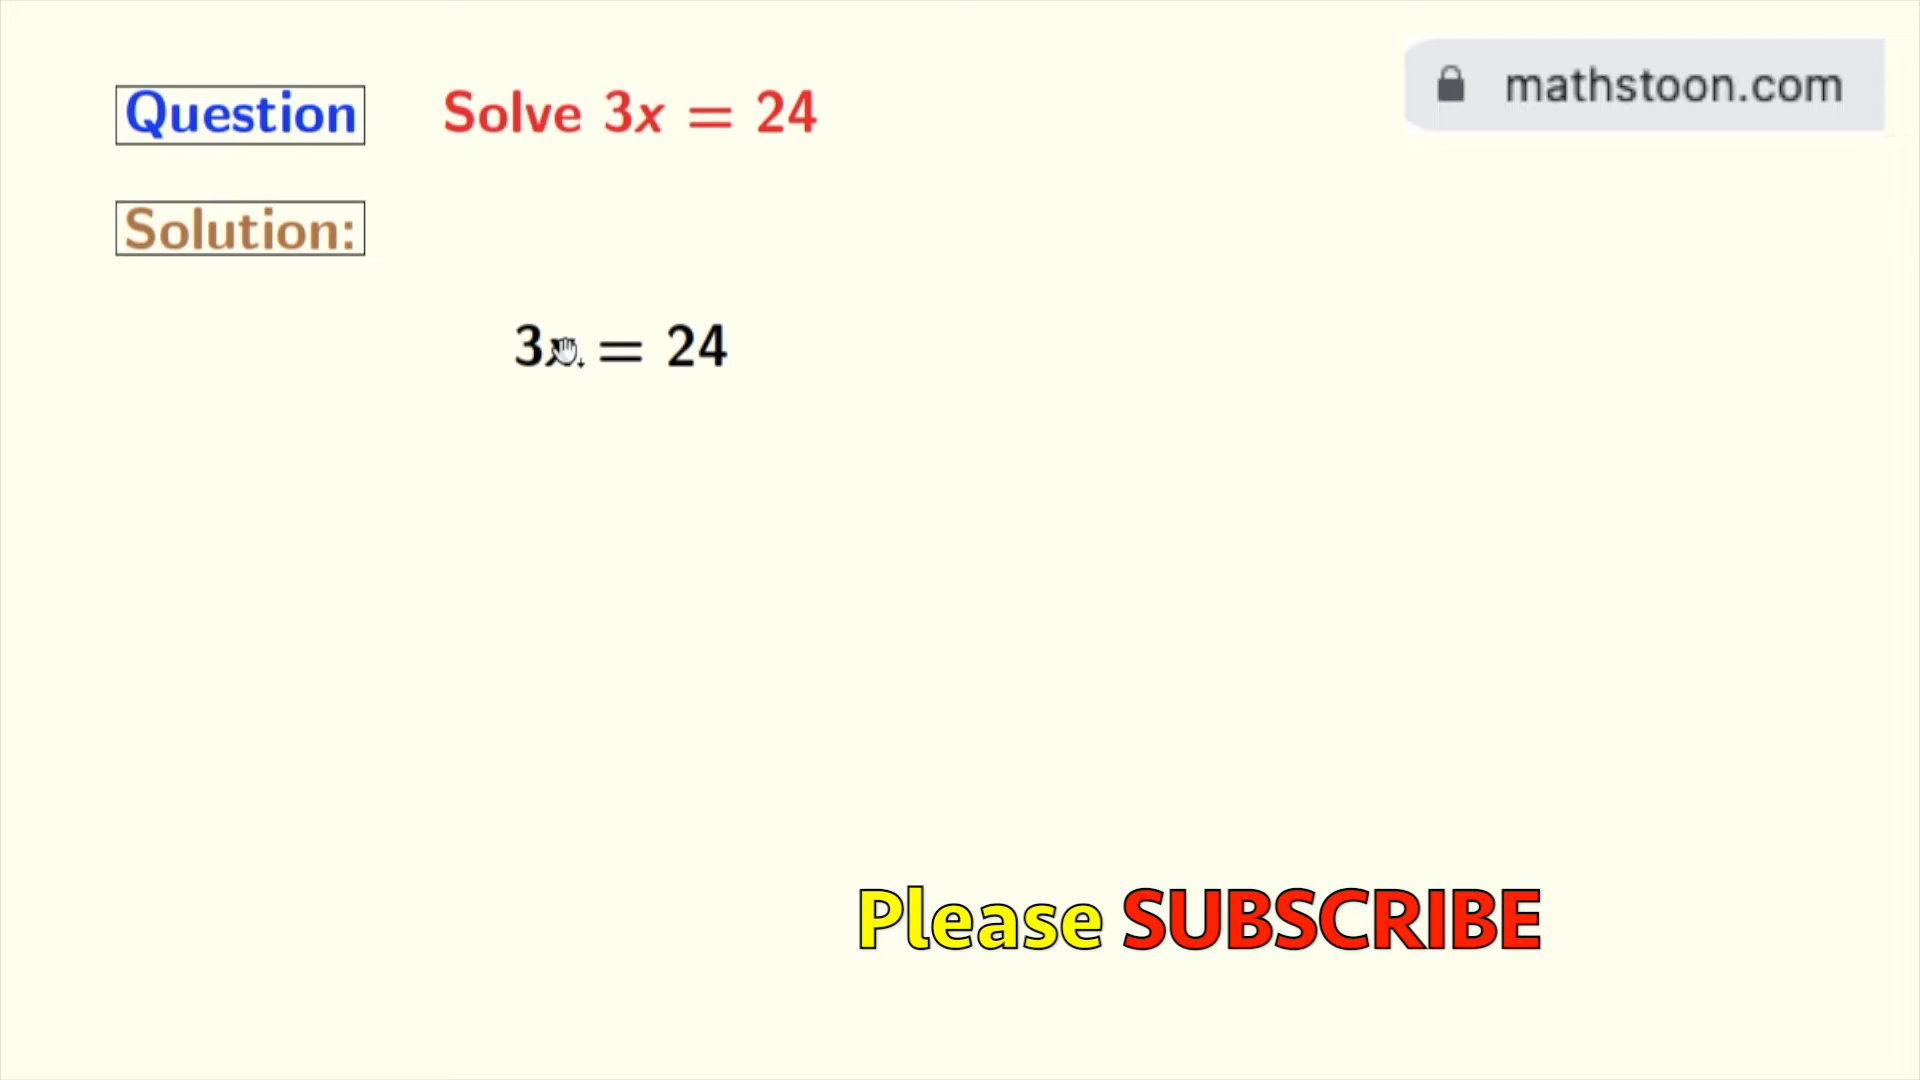 Question Solve 3x = 24
mathstoon.com
Solution:
3x = 24
Please SUBSCRIBE